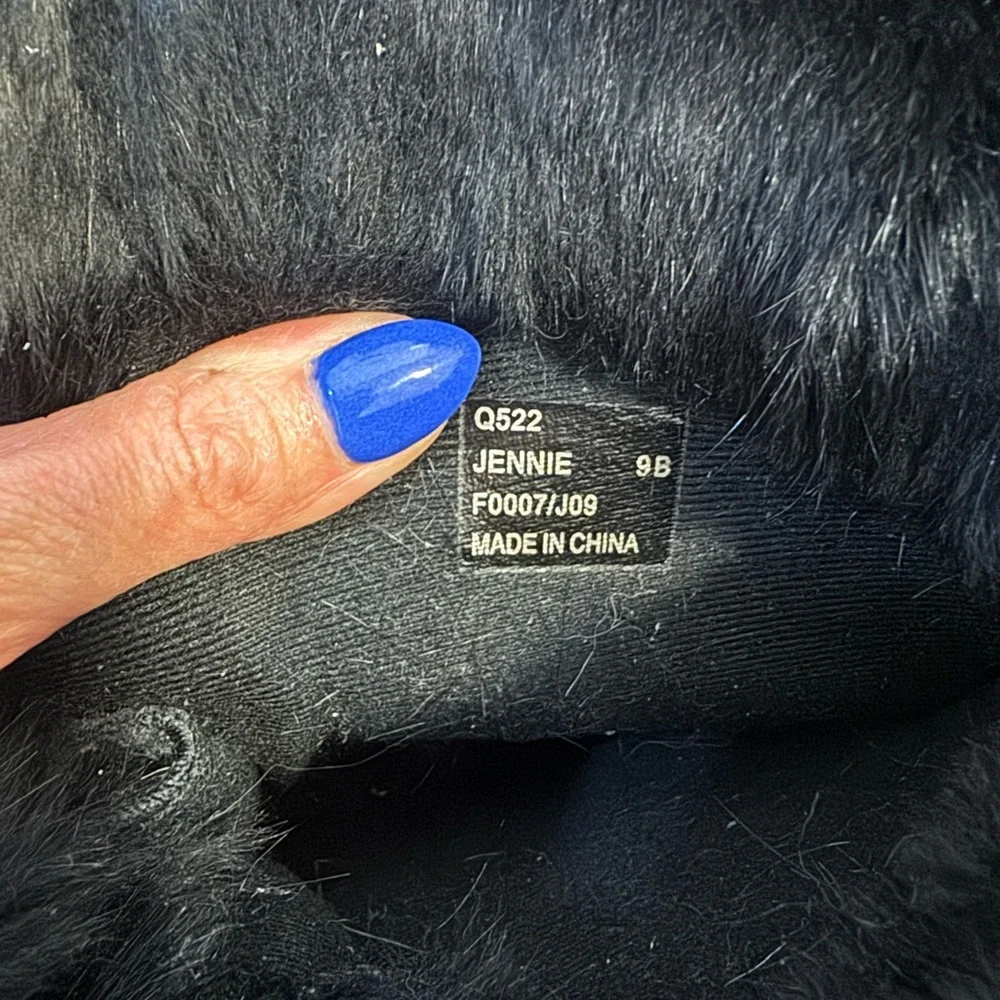 Q522
JENNIE 9B
F0007/J09
MADE IN CHINA